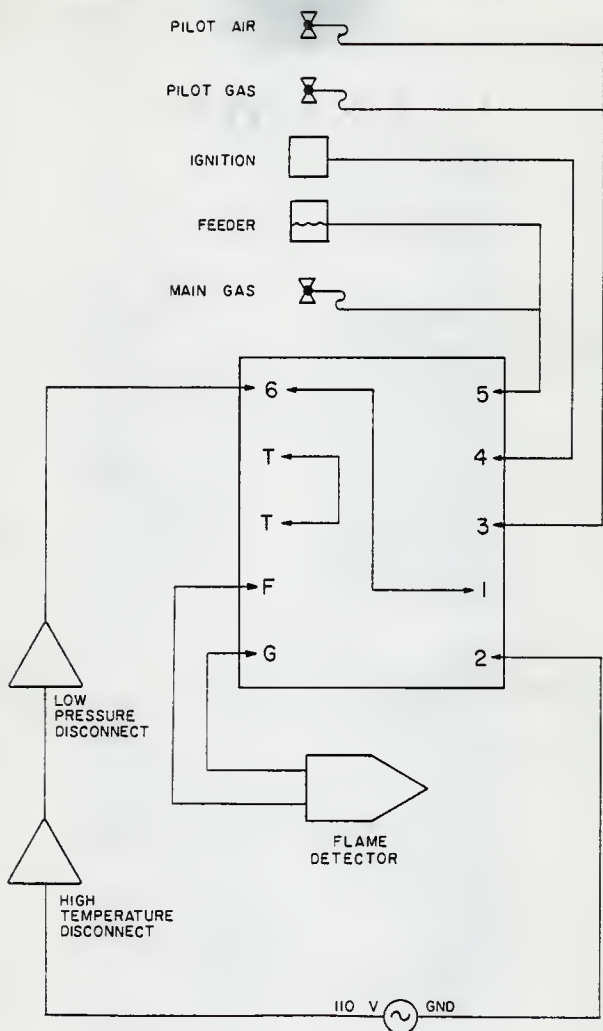 PILOT AIR
PILOT GAS
IGNITION
FEEDER
MAIN GAS
6
5
T
4
T
3
F
1
G
2
LOW
PRESSURE
DISCONNECT
FLAME
DETECTOR
HIGH
TEMPERATURE
DISCONNECT
110 V
GND